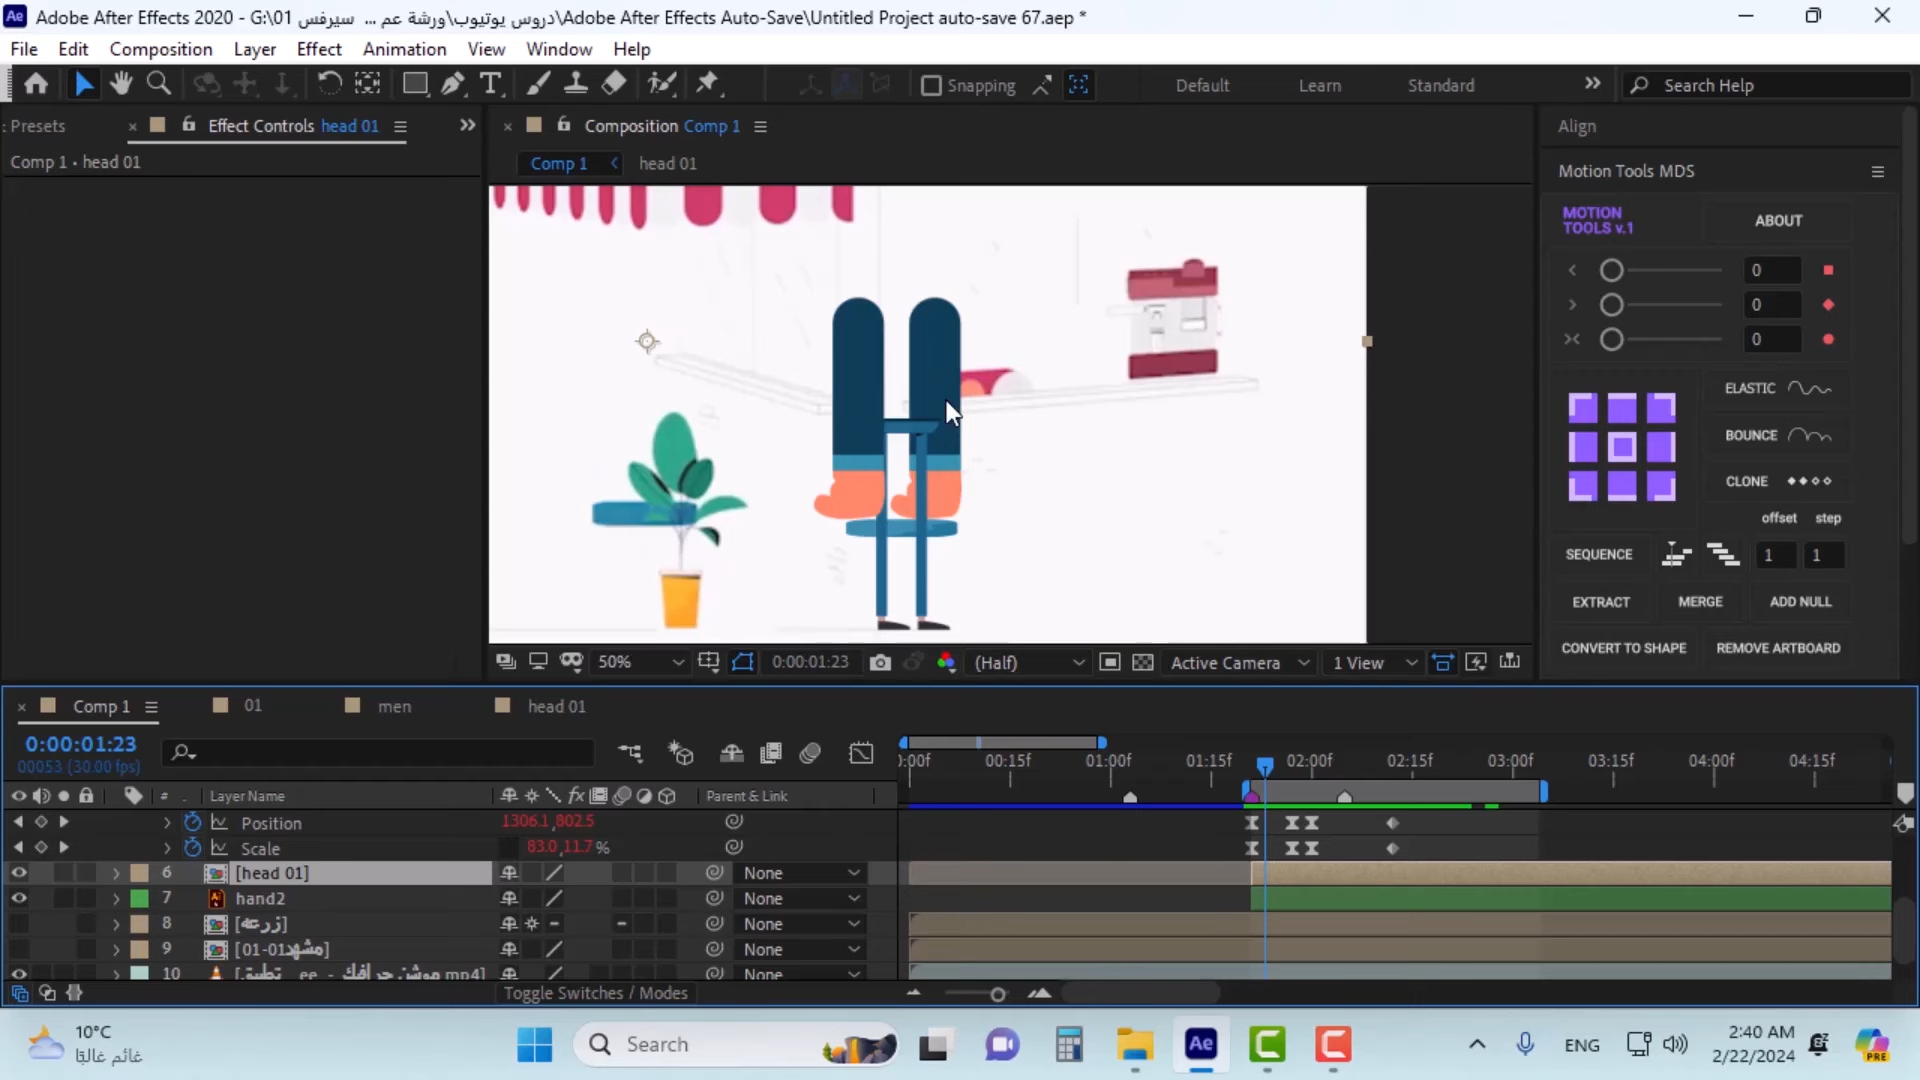 Adobe After Effects 2020 - G:\01 سيرفس ... دروس يوتيوب\ورشة عم\Adobe After Effects Auto-Save\Untitled Project auto-save 67.aep *
File Edit Composition Layer Effect Animation View Window Help
Snapping Default Learn Standard Search Help
: Presets Effect Controls head 01 Composition Comp 1 Align
Comp 1 • head 01
Comp 1 head 01
Motion Tools MDS
MOTION TOOLS v.1 ABOUT
0
0
0
ELASTIC
BOUNCE
CLONE
offset step
SEQUENCE 1 1
EXTRACT MERGE ADD NULL
CONVERT TO SHAPE REMOVE ARTBOARD
50% 0:00:01:23 (Half) Active Camera 1 View
Comp 1 01 men head 01
0:00:01:23
00053 (30.00 fps)
:00f 00:15f 01:00f 01:15f 02:00f 02:15f 03:00f 03:15f 04:00f 04:15f
# Layer Name fx Parent & Link
Position 1306.1,802.5
Scale 83.0,11.7%
6 [head 01] None
7 hand2 None
8 [زرعه] None
9 [مشهد01-01] None
10 None
Toggle Switches / Modes
10°C
غائم غالبًا
Search
ENG
2:40 AM
2/22/2024
PRE